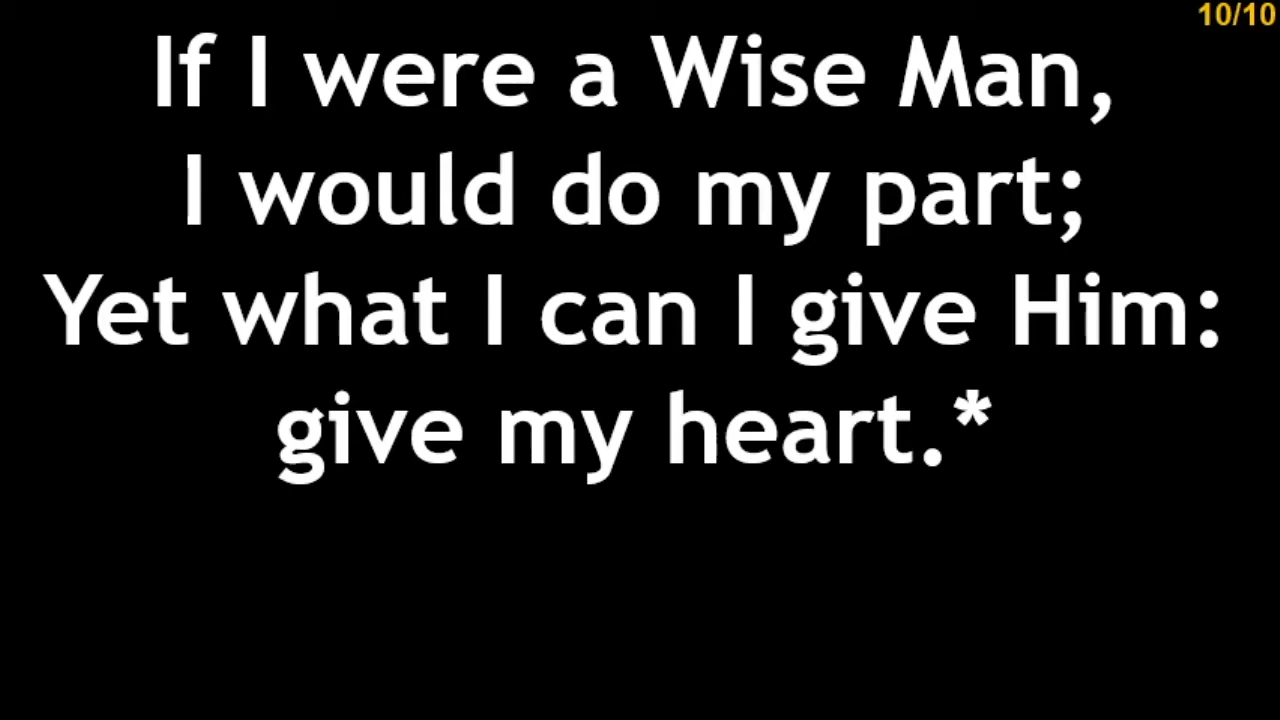 10/10
If I were a Wise Man,
I would do my part;
Yet what I can I give Him:
give my heart.*